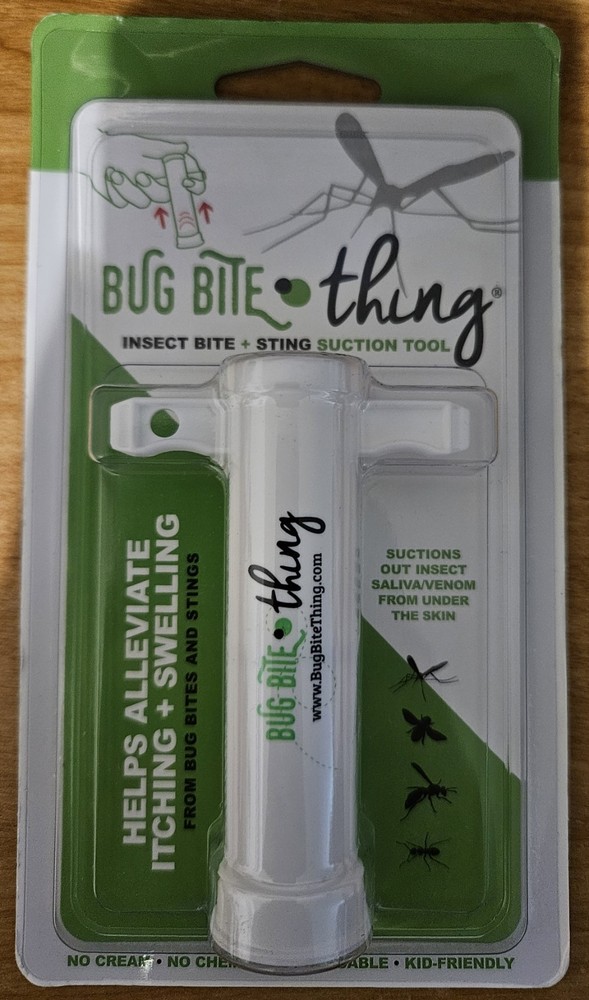 BUG BITE thing®
INSECT BITE + STING SUCTION TOOL
HELPS ALLEVIATE
ITCHING + SWELLING
FROM BUG BITES AND STINGS
BUG BITE thing
www.BugBiteThing.com
SUCTIONS
OUT INSECT
SALIVA/VENOM
FROM UNDER
THE SKIN
NO CREAM • NO • KID-FRIENDLY